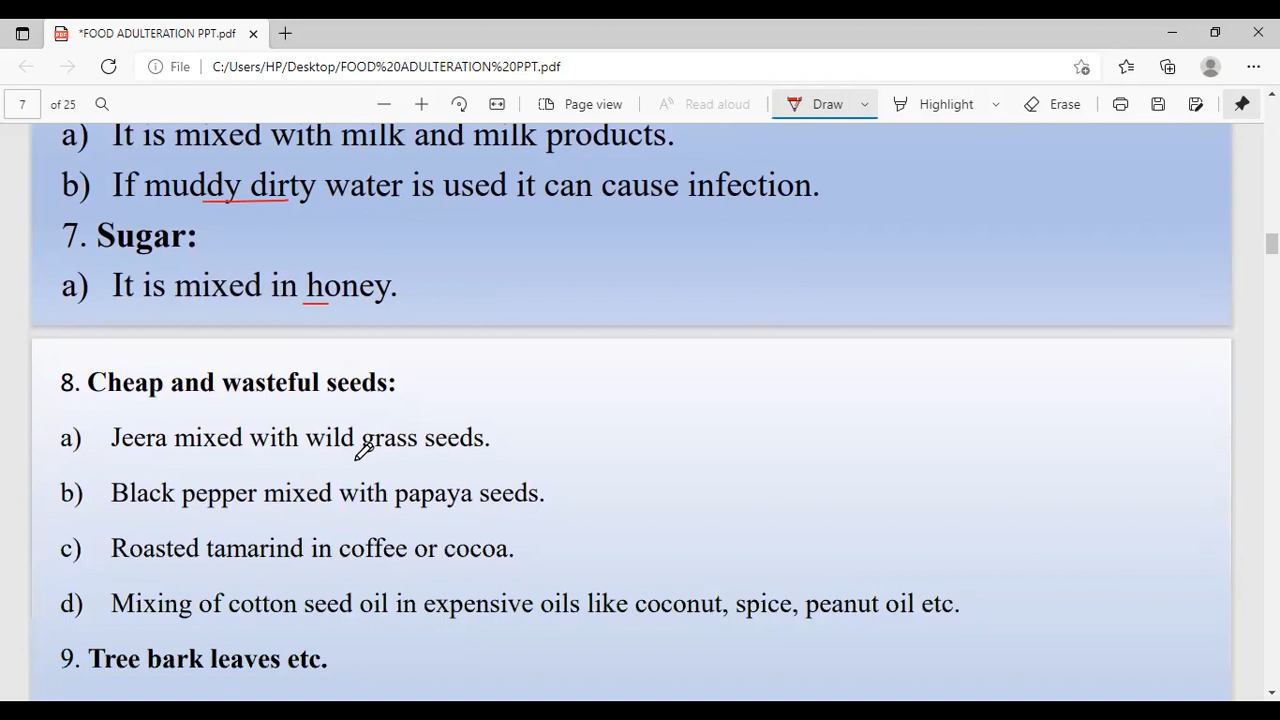 *FOOD ADULTERATION PPT.pdf
File C:/Users/HP/Desktop/FOOD%20ADULTERATION%20PPT.pdf
7 of 25 Page view Read aloud Draw Highlight Erase
a) It is mixed with milk and milk products.
b) If muddy dirty water is used it can cause infection.
7. Sugar:
a) It is mixed in honey.
8. Cheap and wasteful seeds:
a) Jeera mixed with wild grass seeds.
b) Black pepper mixed with papaya seeds.
c) Roasted tamarind in coffee or cocoa.
d) Mixing of cotton seed oil in expensive oils like coconut, spice, peanut oil etc.
9. Tree bark leaves etc.